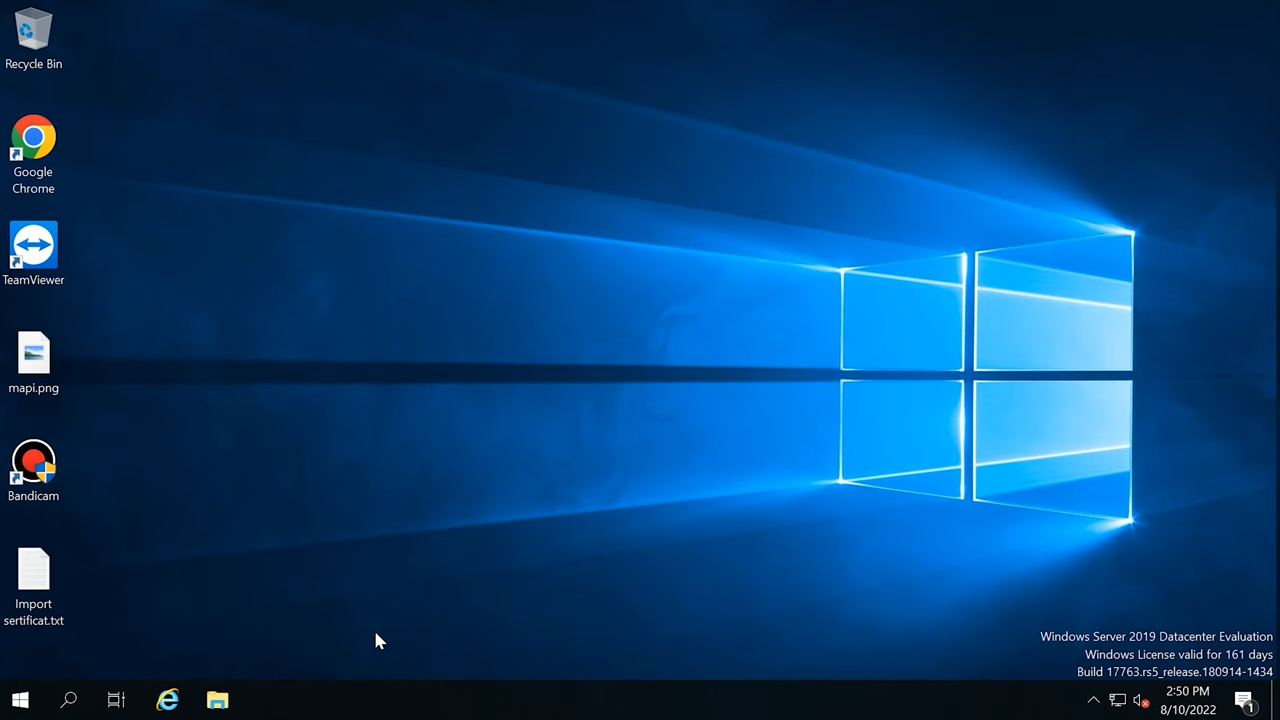 Recycle Bin
Google
Chrome
TeamViewer
mapi.png
Bandicam
Import
sertificat.txt
Windows Server 2019 Datacenter Evaluation
Windows License valid for 161 days
Build 17763.rs5_release.180914-1434
2:50 PM
8/10/2022
1